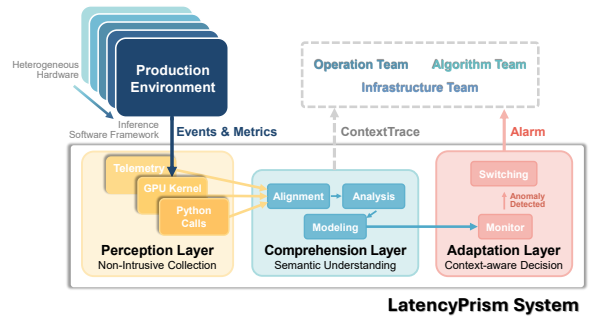 Heterogeneous
Hardware
Production
Environment
Inference
Software Framework
Events & Metrics
Operation Team
Algorithm Team
Infrastructure Team
ContextTrace
Alarm
Telemetry
GPU Kernel
Python
Calls
Perception Layer
Non-Intrusive Collection
Alignment
Analysis
Modeling
Comprehension Layer
Semantic Understanding
Switching
Anomaly
Detected
Monitor
Adaptation Layer
Context-aware Decision
LatencyPrism System